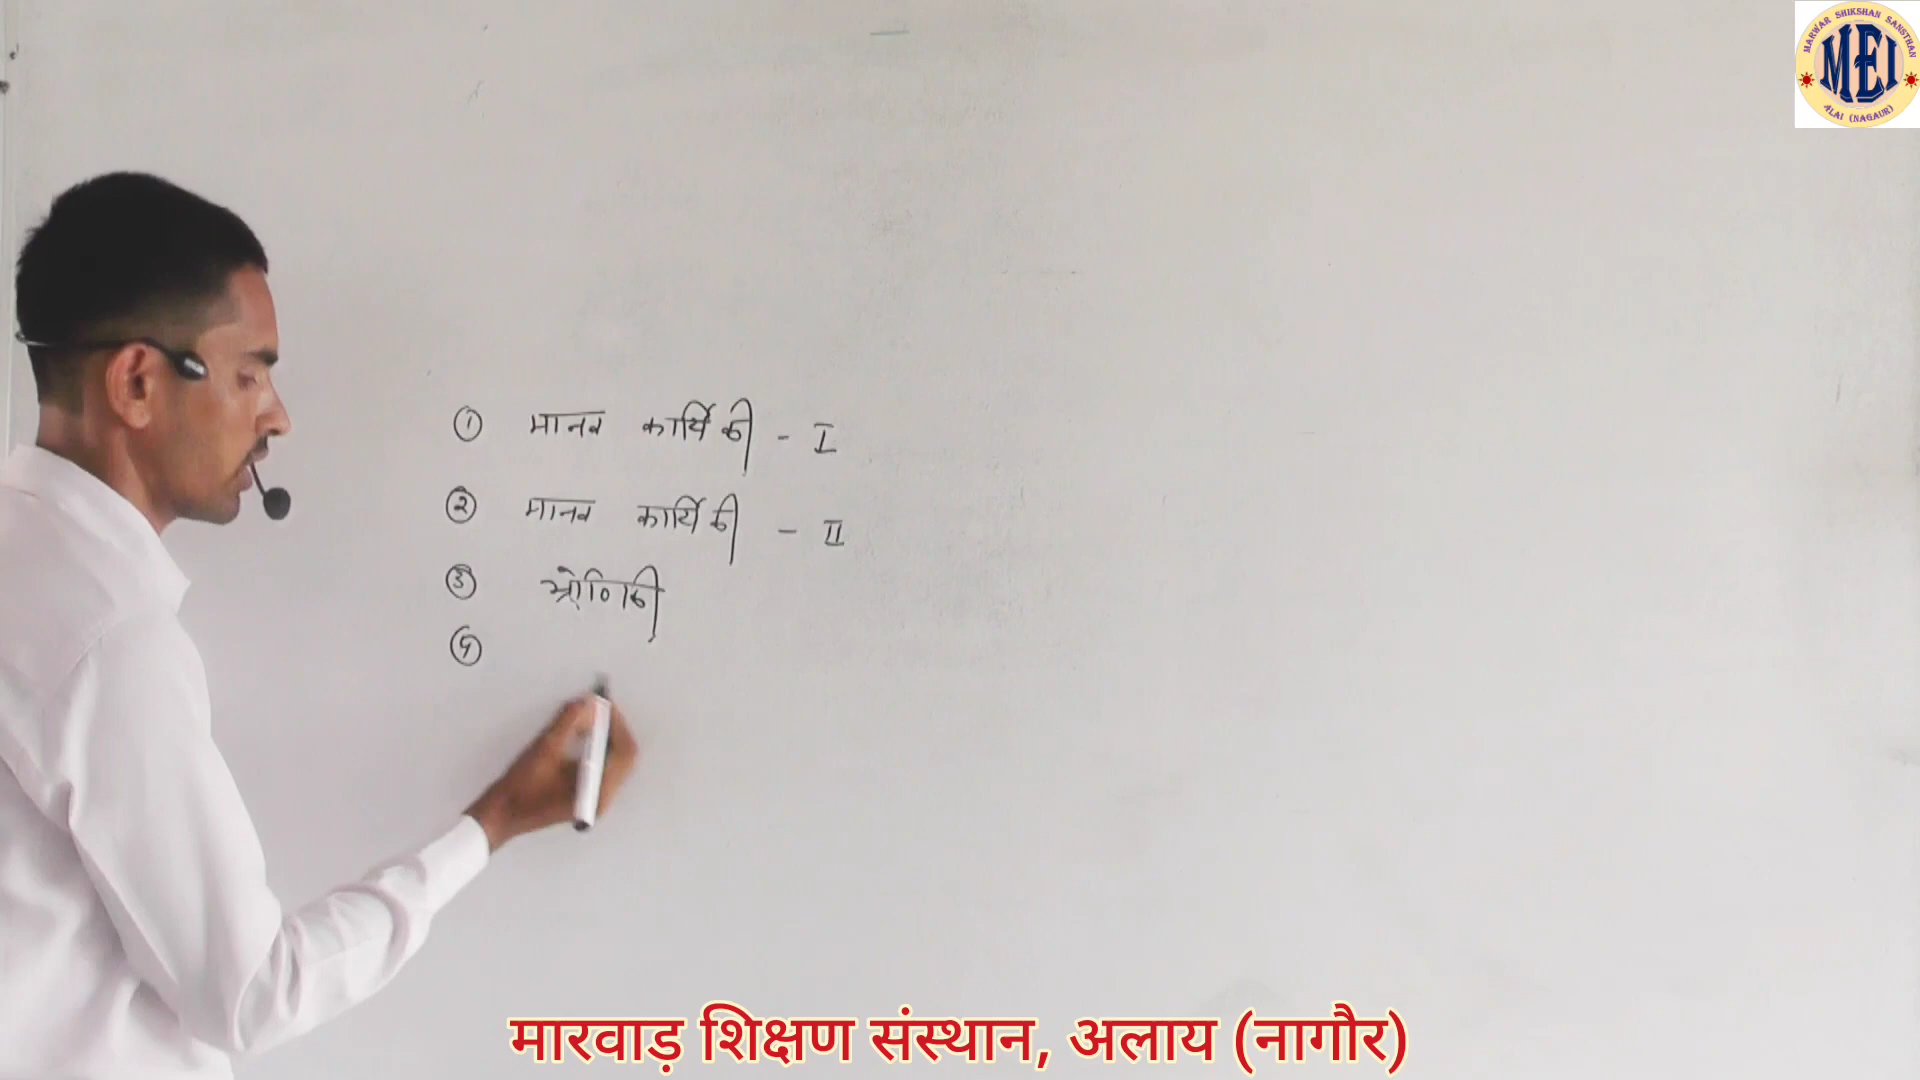 MARWAR SHIKSHAN SANSTHAN
MEI
ALAI (NAGAUR)
① मानव कार्यिकी - I
② मानव कार्यिकी - II
③
④
मारवाड़ शिक्षण संस्थान, अलाय (नागौर)